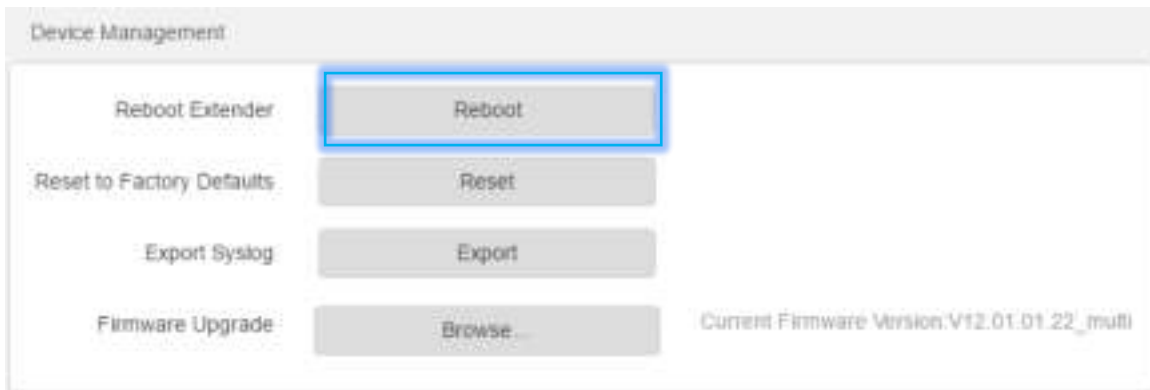 Device Management
Reboot Extender Reboot
Reset to Factory Defaults Reset
Export Syslog Export
Firmware Upgrade Browse... Current Firmware Version:V12.01.01.22_multi